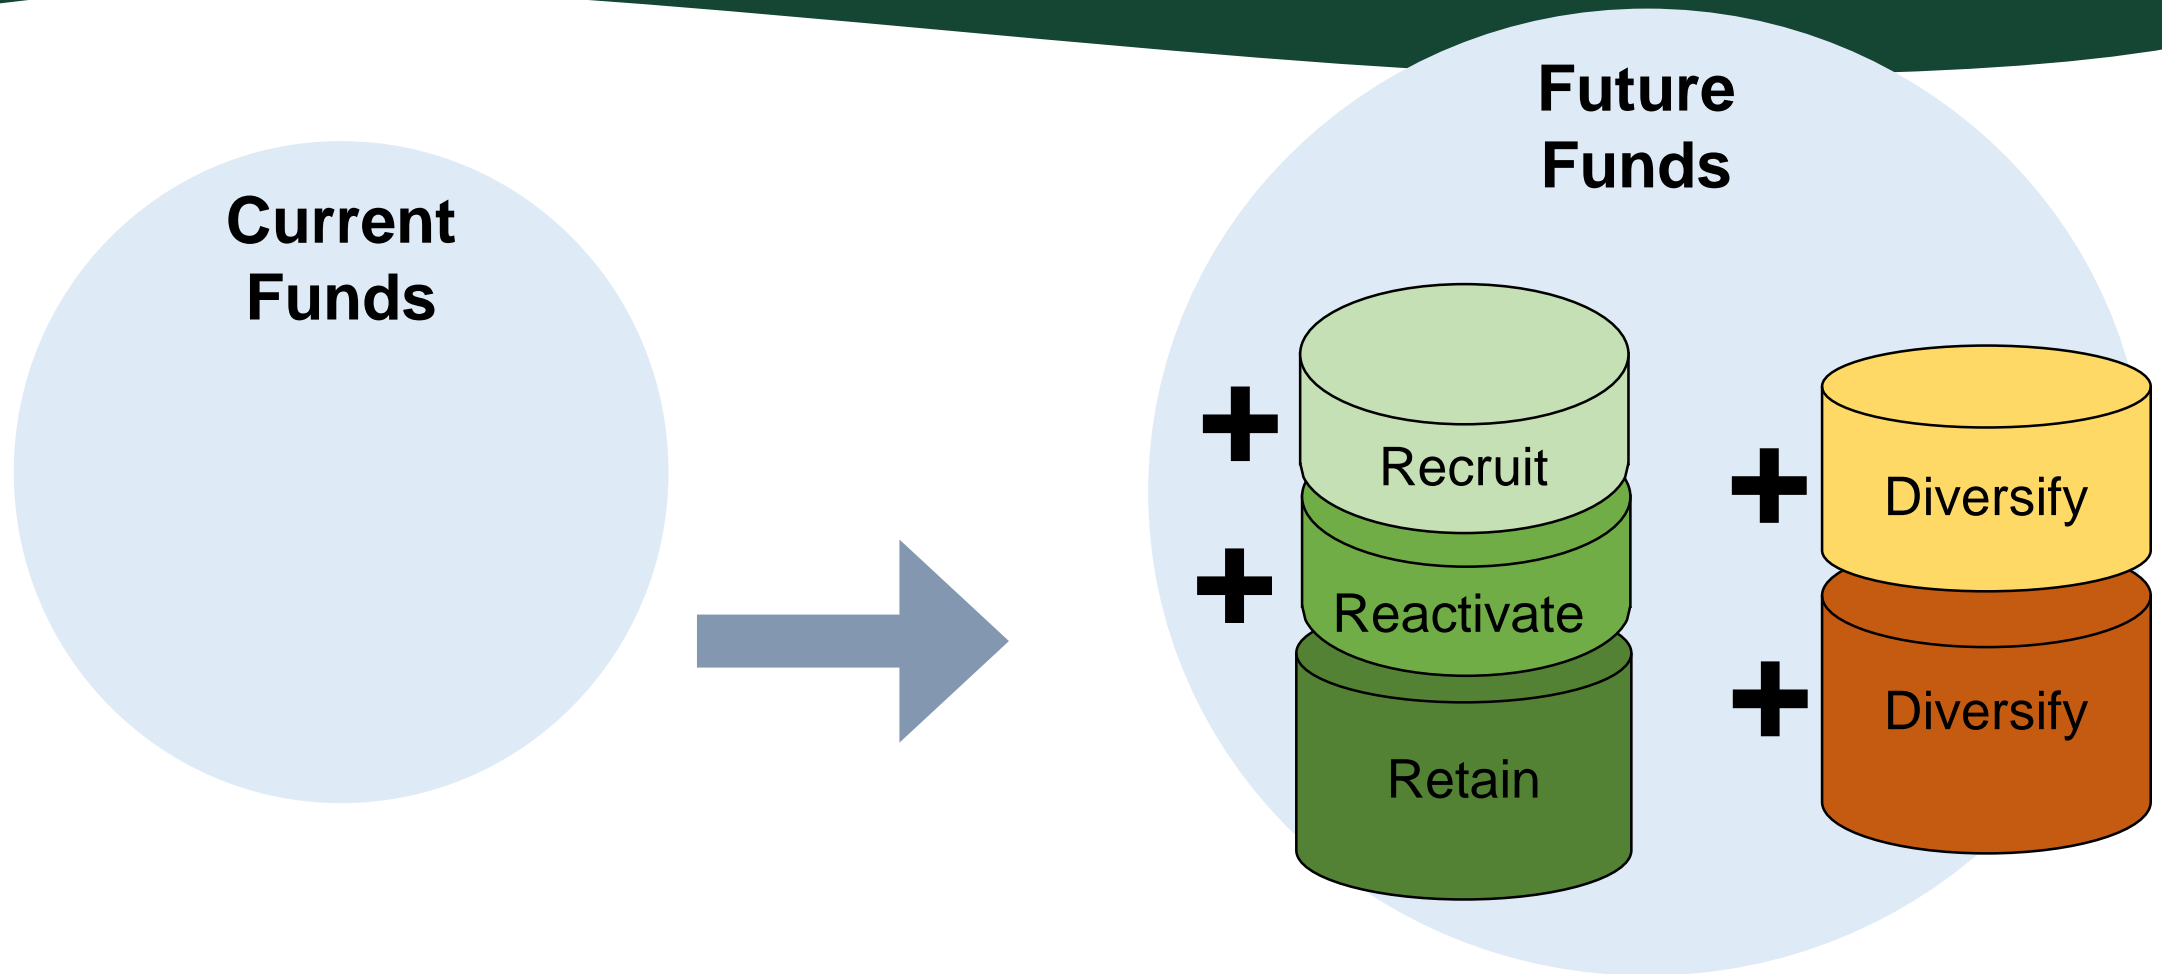 Current
Funds
Future
Funds
+
Recruit
+
Reactivate
Retain
+
Diversify
+
Diversify